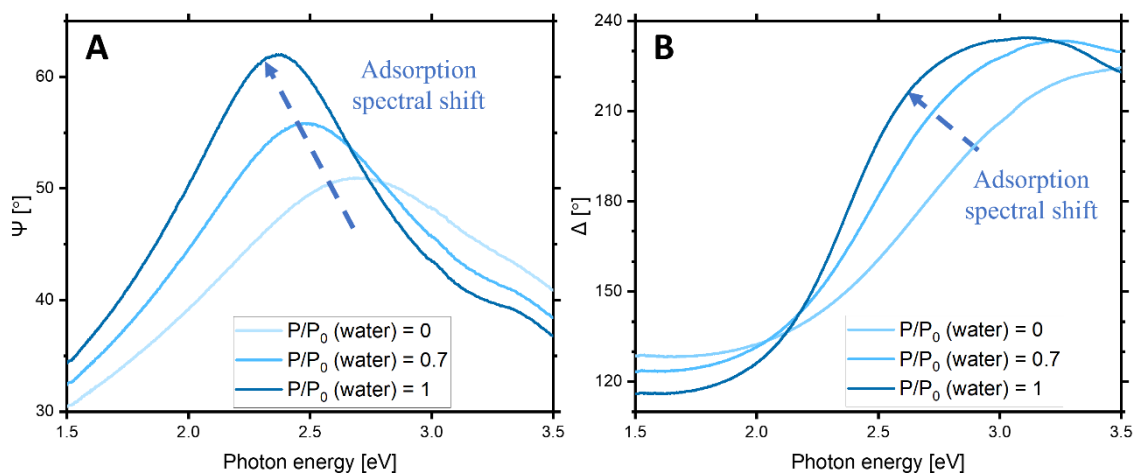 A
Adsorption
spectral shift
Ψ [°]
60
50
40
30
1.5 2.0 2.5 3.0 3.5
Photon energy [eV]
P/P₀ (water) = 0
P/P₀ (water) = 0.7
P/P₀ (water) = 1
B
Adsorption
spectral shift
Δ [°]
240
210
180
150
120
1.5 2.0 2.5 3.0 3.5
Photon energy [eV]
P/P₀ (water) = 0
P/P₀ (water) = 0.7
P/P₀ (water) = 1